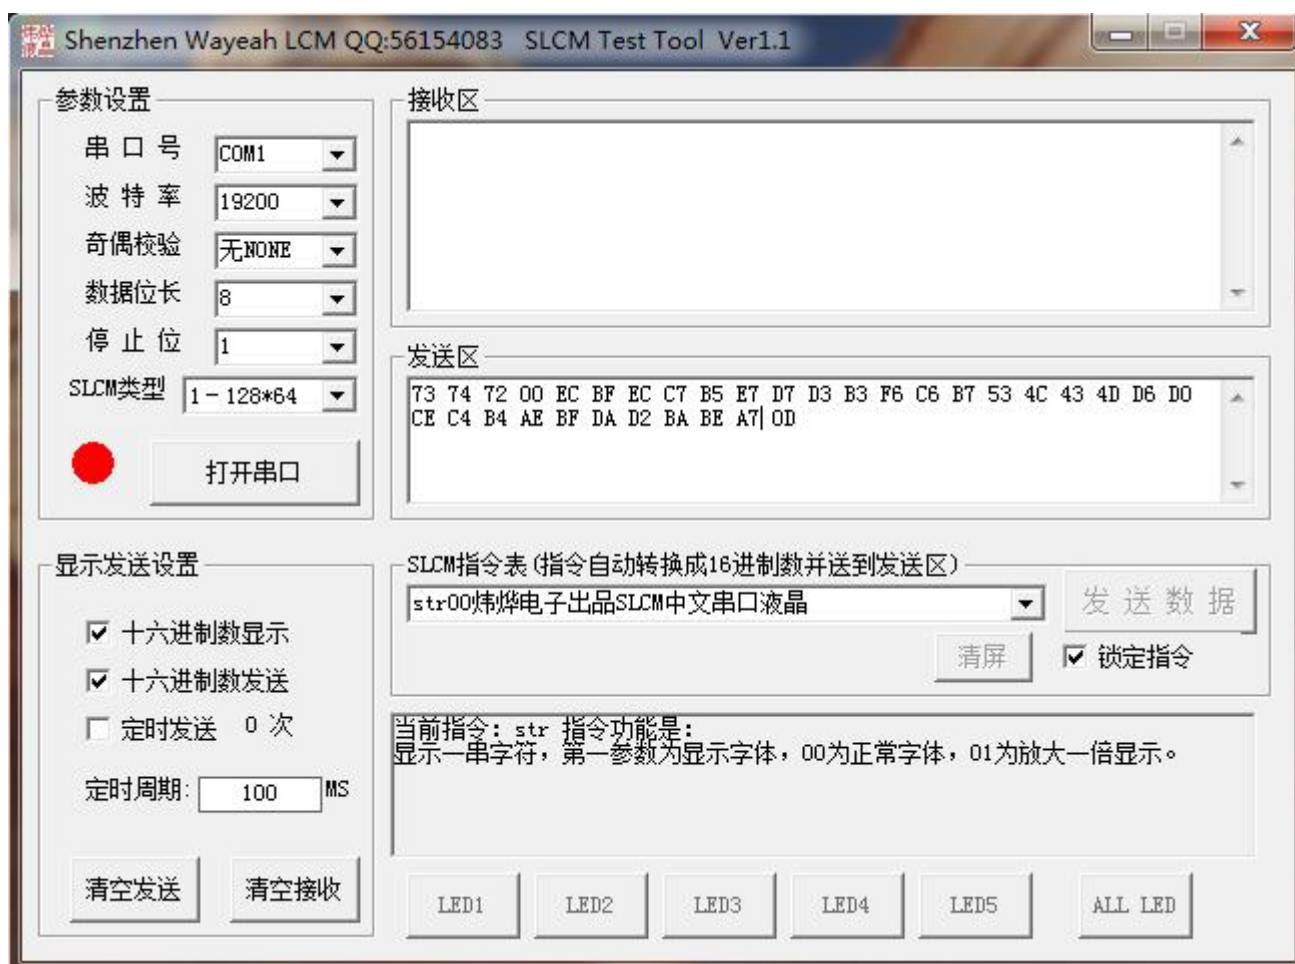 Shenzhen Wayeah LCM QQ:56154083 SLCM Test Tool Ver1.1
参数设置
串口号 COM1
波特率 19200
奇偶校验 无NONE
数据位长 8
停止位 1
SLCM类型 1-128*64
打开串口
接收区
发送区
73 74 72 00 EC BF EC C7 B5 E7 D7 D3 B3 F6 C6 B7 53 4C 43 4D D6 D0
CE C4 B4 AE BF DA D2 BA BE A7 0D
显示发送设置
十六进制数显示
十六进制数发送
定时发送 0 次
定时周期: 100 MS
清空发送 清空接收
SLCM指令表(指令自动转换成16进制数并送到发送区)
str00炜烨电子出品SLCM中文串口液晶
发送数据
清屏
锁定指令
当前指令: str 指令功能是:
显示一串字符，第一参数为显示字体，00为正常字体，01为放大一倍显示。
LED1 LED2 LED3 LED4 LED5 ALL LED